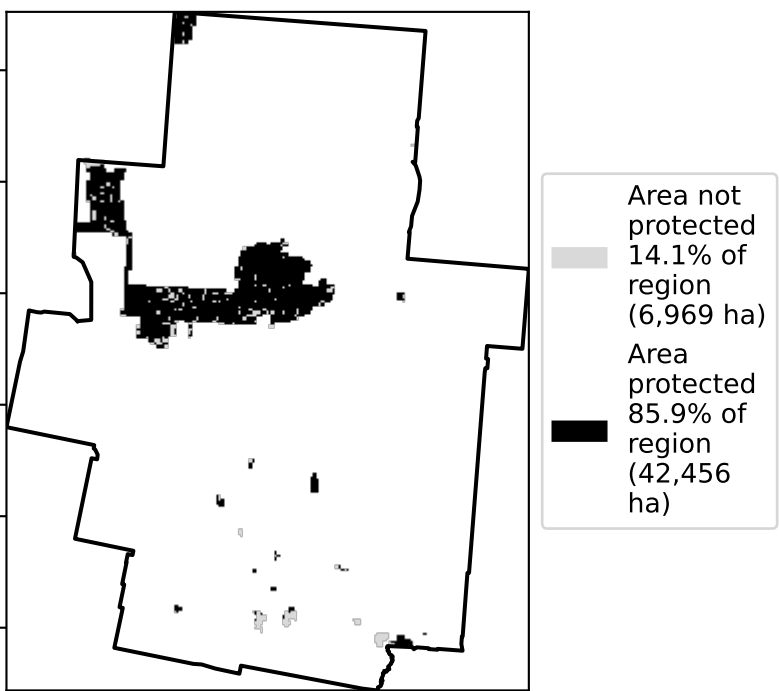 Area not
protected
14.1% of
region
(6,969 ha)
Area
protected
85.9% of
region
(42,456
ha)